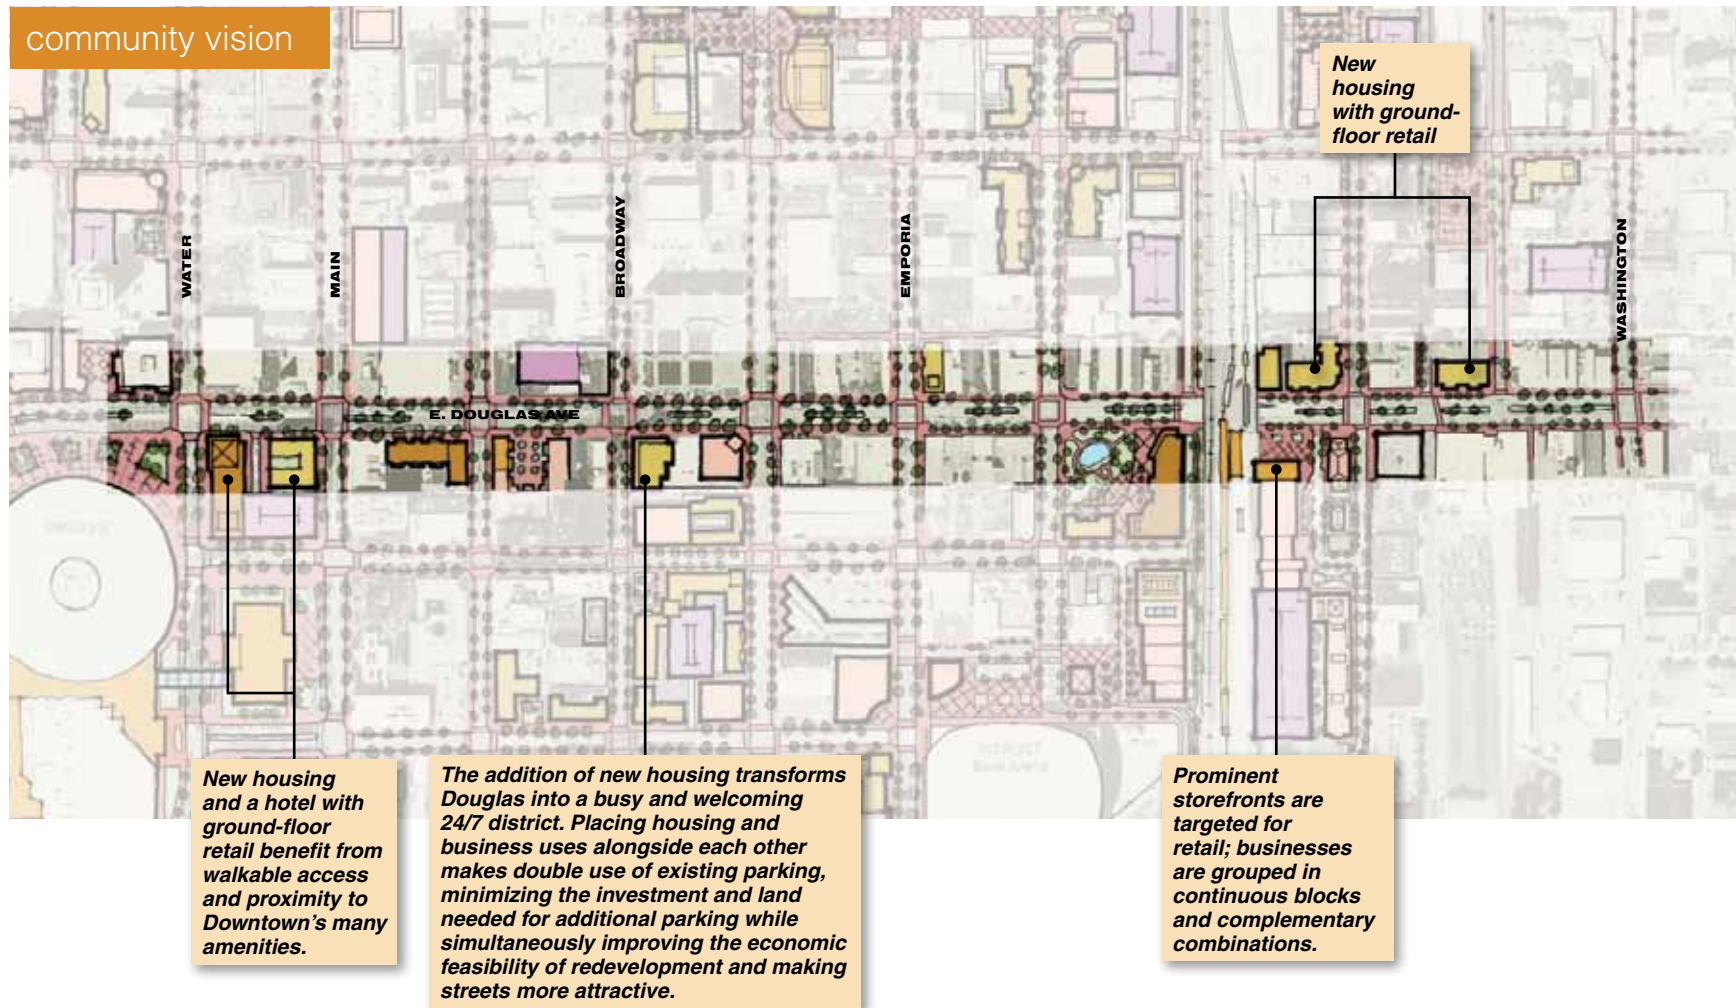 community vision
New
housing
with ground-
floor retail
WATER
MAIN
BROADWAY
EMPORIA
WASHINGTON
E. DOUGLAS AVE
New housing
and a hotel with
ground-floor
retail benefit from
walkable access
and proximity to
Downtown's many
amenities.
The addition of new housing transforms
Douglas into a busy and welcoming
24/7 district. Placing housing and
business uses alongside each other
makes double use of existing parking,
minimizing the investment and land
needed for additional parking while
simultaneously improving the economic
feasibility of redevelopment and making
streets more attractive.
Prominent
storefronts are
targeted for
retail; businesses
are grouped in
continuous blocks
and complementary
combinations.